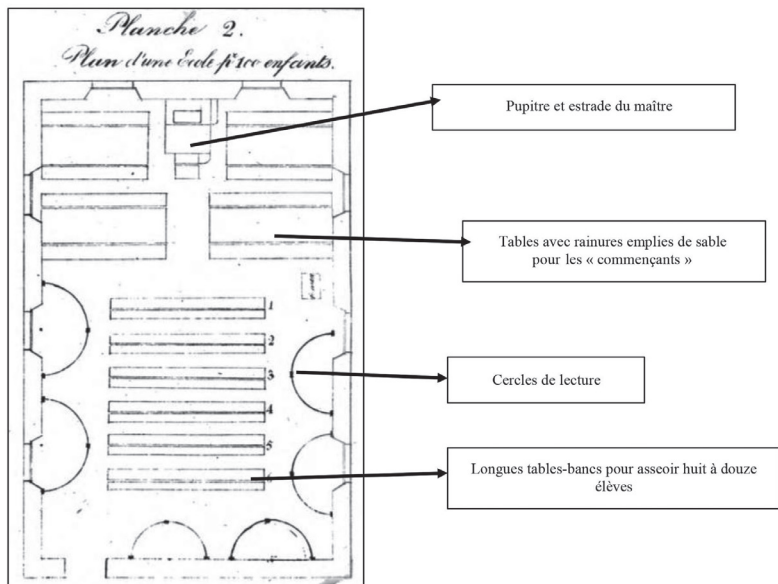 Planche 2.
Plan d'une Ecole pr 100 enfants.
Pupitre et estrade du maître
Tables avec rainures emplies de sable
pour les « commençants »
1
2
3
4
5
6
Cercles de lecture
Longues tables-bancs pour asseoir huit à douze
élèves